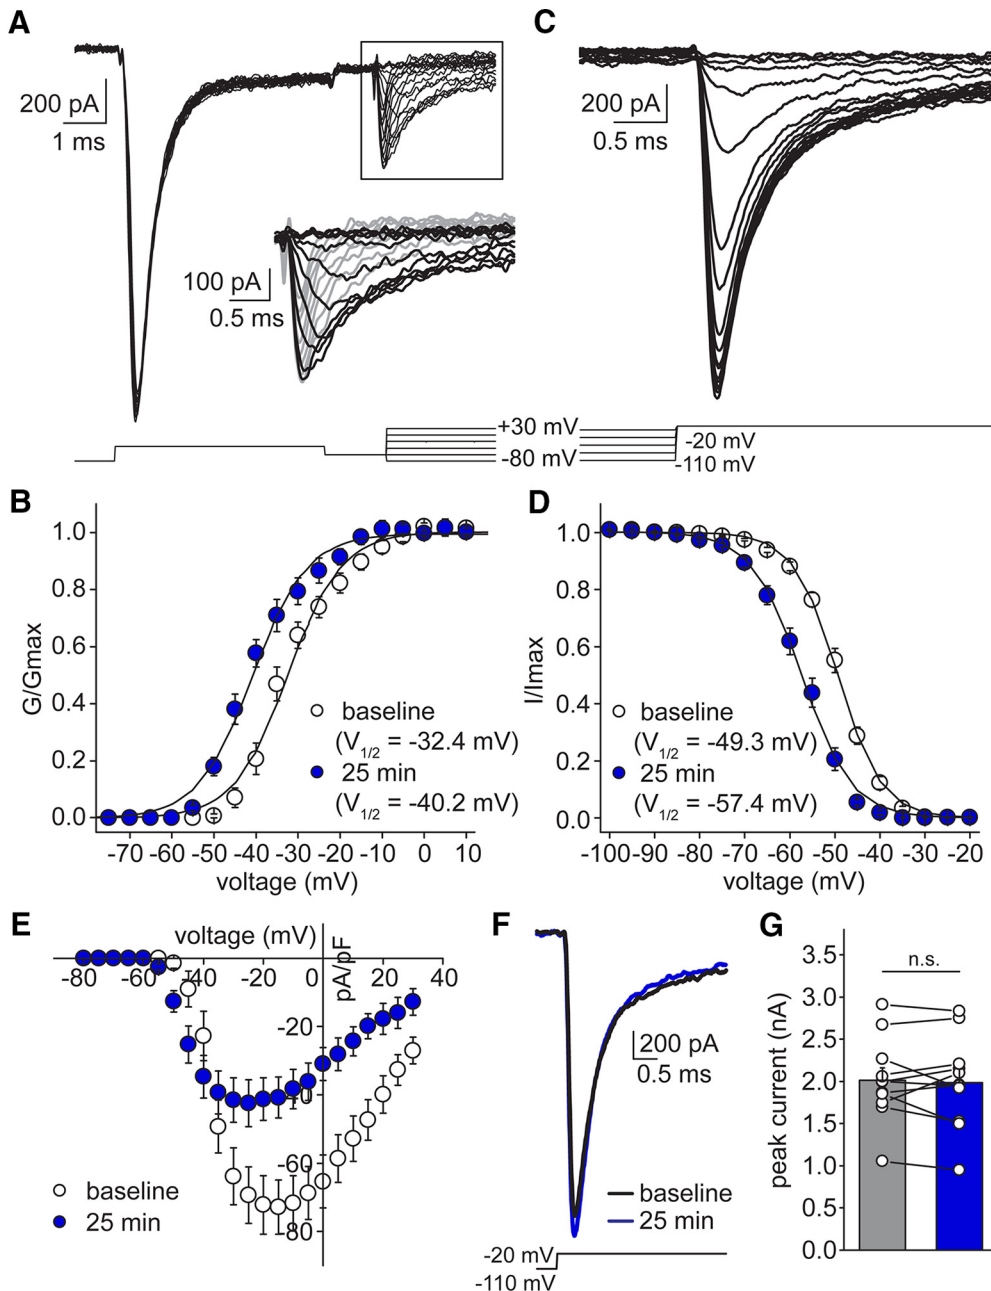 A
200 pA
1 ms
100 pA
0.5 ms
C
200 pA
0.5 ms
+30 mV
-80 mV
-20 mV
-110 mV
B
G/Gmax
1.0
0.8
0.6
0.4
0.2
0.0
-70 -60 -50 -40 -30 -20 -10 0 10
voltage (mV)
baseline
(V1/2 = -32.4 mV)
25 min
(V1/2 = -40.2 mV)
D
I/Imax
1.0
0.8
0.6
0.4
0.2
0.0
-100 -90 -80 -70 -60 -50 -40 -30 -20
voltage (mV)
baseline
(V1/2 = -49.3 mV)
25 min
(V1/2 = -57.4 mV)
E
voltage (mV)
pA/pF
-80 -60 -40 -20 0 20 40
-20
-40
-60
-80
baseline
25 min
F
200 pA
0.5 ms
baseline
25 min
-20 mV
-110 mV
G
peak current (nA)
3.5
3.0
2.5
2.0
1.5
1.0
0.5
0.0
n.s.